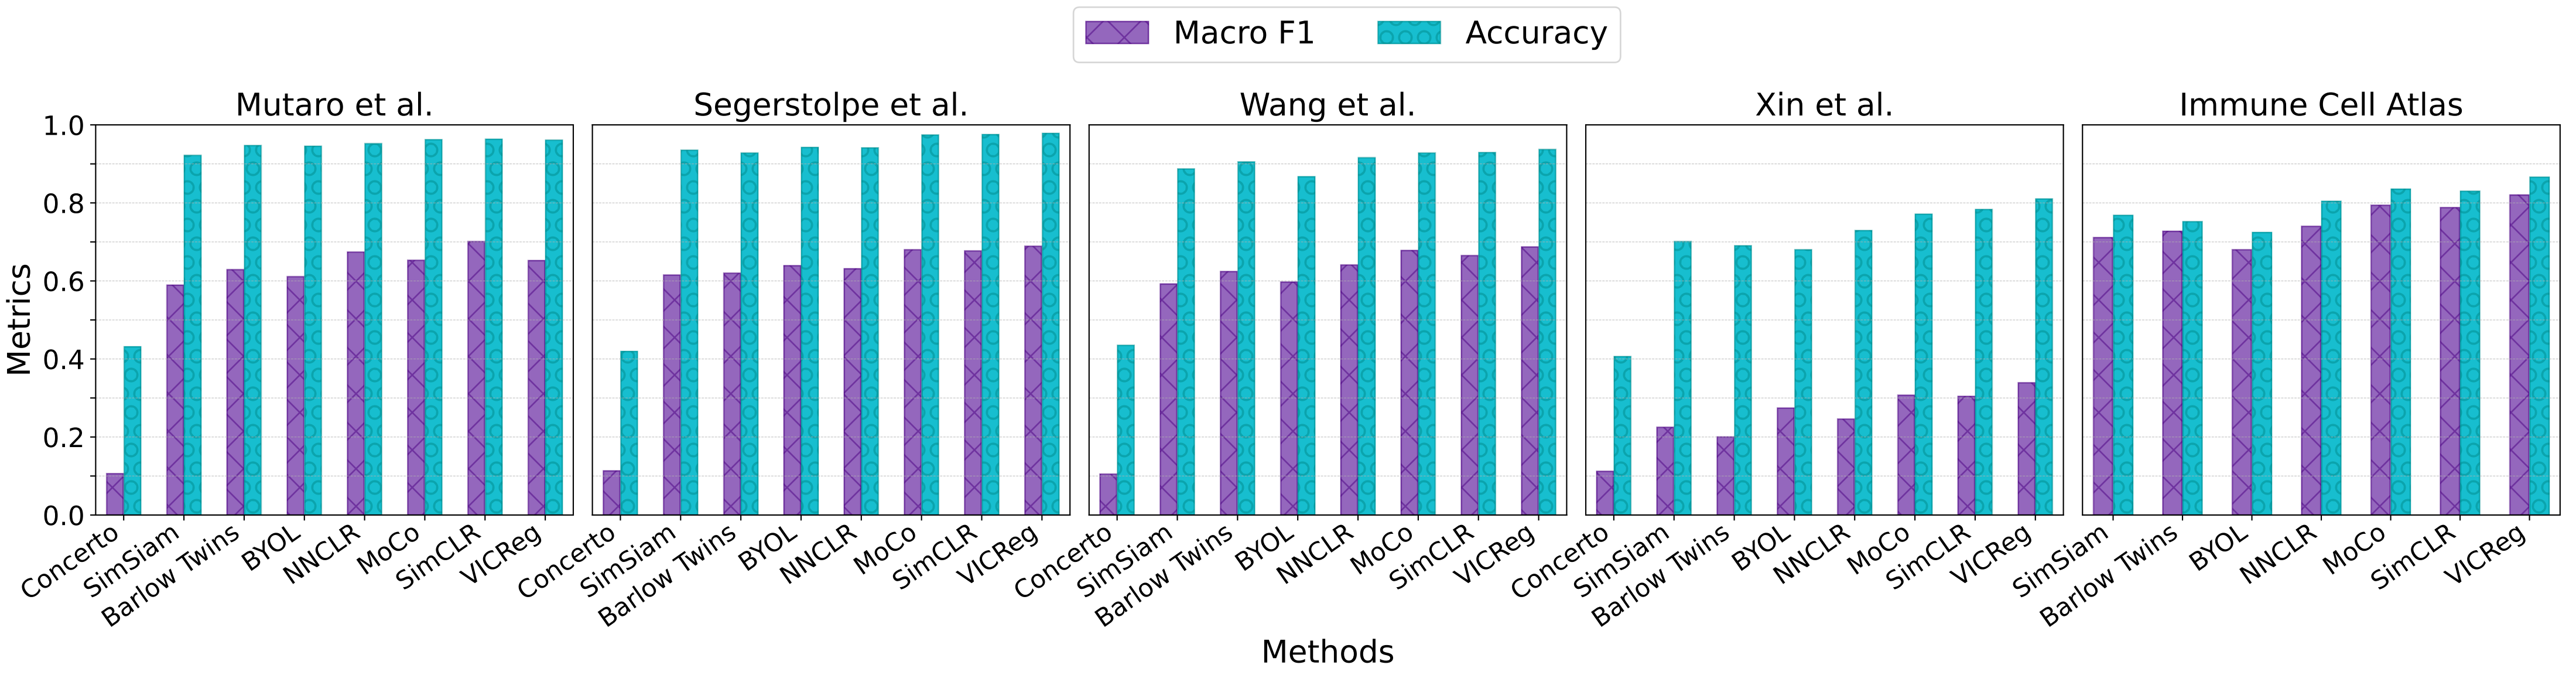 Macro F1 Accuracy
Mutaro et al. Segerstolpe et al. Wang et al. Xin et al. Immune Cell Atlas
Metrics
1.0
0.8
0.6
0.4
0.2
0.0
Concerto SimSiam Barlow Twins BYOL NNCLR MoCo SimCLR VICReg
Concerto SimSiam Barlow Twins BYOL NNCLR MoCo SimCLR VICReg
Concerto SimSiam Barlow Twins BYOL NNCLR MoCo SimCLR VICReg
Concerto SimSiam Barlow Twins BYOL NNCLR MoCo SimCLR VICReg
SimSiam Barlow Twins BYOL NNCLR MoCo SimCLR VICReg
Methods